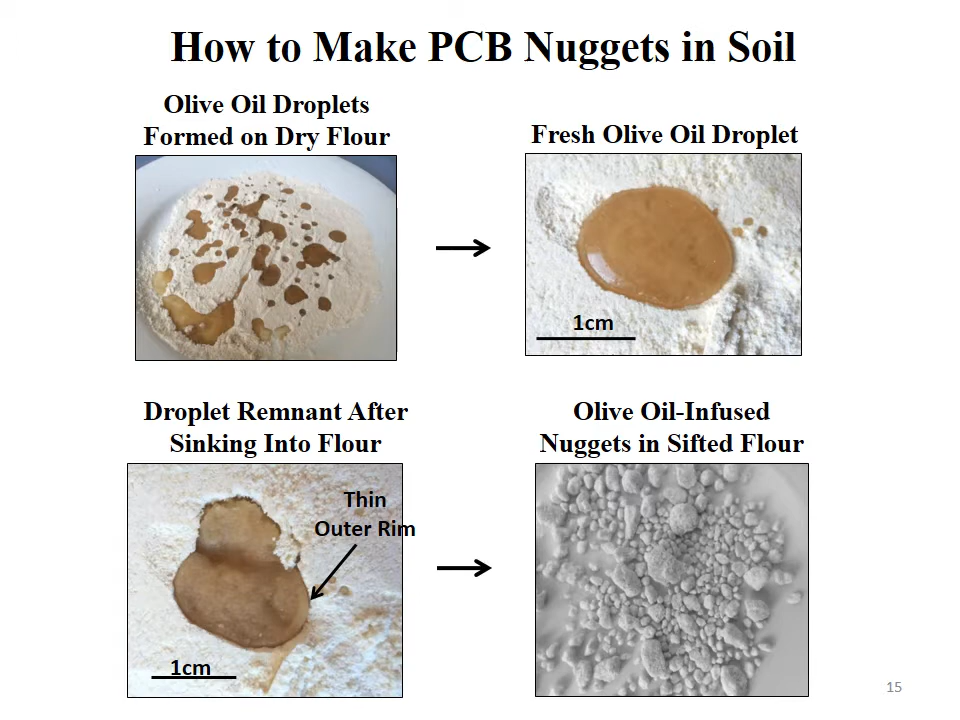 How to Make PCB Nuggets in Soil
Olive Oil Droplets
Formed on Dry Flour
Fresh Olive Oil Droplet
1cm
Droplet Remnant After
Sinking Into Flour
Olive Oil-Infused
Nuggets in Sifted Flour
Thin
Outer Rim
1cm
15